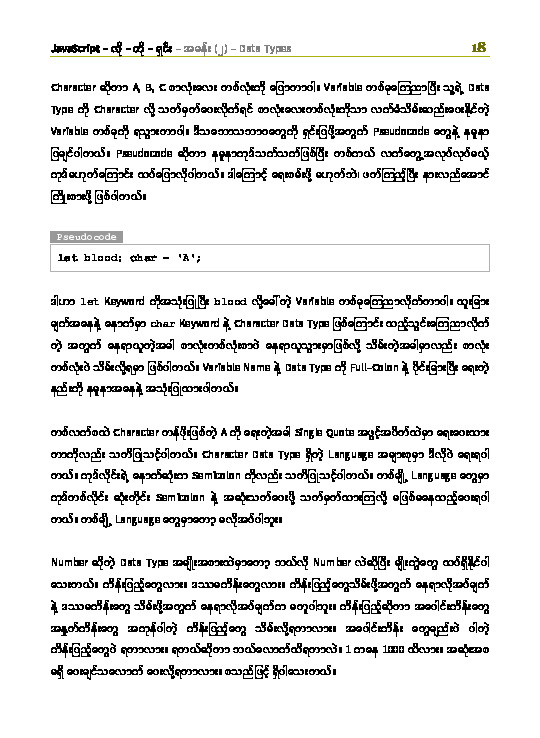 JavaScript – လို – တို – ရှင်း – အခန်း (၂) – Data Types 18
Character ဆိုတာ A, B, C စာလုံးလေး တစ်လုံးကို ပြောတာပါ။ Variable တစ်ခုကြေညာပြီး သူ့ရဲ့ Data
Type ကို Character လို့ သတ်မှတ်ပေးလိုက်ရင် စာလုံးလေးတစ်လုံးကိုသာ လက်ခံသိမ်းဆည်းပေးနိုင်တဲ့
Variable တစ်ခုကို ရသွားတာပါ။ ဒီသဘောသဘာဝတွေကို ရှင်းပြဖို့အတွက် Pseudocode တွေနဲ့ နမူနာ
ပြချင်ပါတယ်။ Pseudocode ဆိုတာ နမူနာကုဒ်သက်သက်ဖြစ်ပြီး တစ်ကယ် လက်တွေ့အလုပ်လုပ်မယ့်
ကုဒ်မဟုတ်ကြောင်း ထပ်ပြောလိုပါတယ်။ ဒါကြောင့် ရေးစမ်းဖို့ မဟုတ်ဘဲ၊ ဖတ်ကြည့်ပြီး နားလည်အောင်
ကြိုးစားဖို့ ဖြစ်ပါတယ်။
Pseudocode
let blood: char = 'A';
ဒါဟာ let Keyword ကိုအသုံးပြုပြီး blood လို့ခေါ်တဲ့ Variable တစ်ခုကြေညာလိုက်တာပါ။ ထူးခြား
ချက်အနေနဲ့ နောက်မှာ char Keyword နဲ့ Character Data Type ဖြစ်ကြောင်း ထည့်သွင်းကြေညာလိုက်
တဲ့ အတွက် နေရာယူတဲ့အခါ စာလုံးတစ်လုံးစာပဲ နေရာယူသွားမှာဖြစ်လို့ သိမ်းတဲ့အခါမှာလည်း စာလုံး
တစ်လုံးပဲ သိမ်းလို့ရမှာ ဖြစ်ပါတယ်။ Variable Name နဲ့ Data Type ကို Full-Colon နဲ့ ပိုင်းခြားပြီး ရေးတဲ့
နည်းကို နမူနာအနေနဲ့ အသုံးပြုထားပါတယ်။
တစ်လက်စထဲ Character တန်ဖိုးဖြစ်တဲ့ A ကို ရေးတဲ့အခါ Single Quote အဖွင့်အပိတ်ထဲမှာ ရေးပေးထား
တာကိုလည်း သတိပြုသင့်ပါတယ်။ Character Data Type ရှိတဲ့ Language အများစုမှာ ဒီလိုပဲ ရေးရပါ
တယ်။ ကုဒ်လိုင်းရဲ့ နောက်ဆုံးက Semicolon ကိုလည်း သတိပြုသင့်ပါတယ်။ တစ်ချို့ Language တွေမှာ
ကုဒ်တစ်လိုင်း ဆုံးတိုင်း Semicolon နဲ့ အဆုံးသတ်ပေးဖို့ သတ်မှတ်ထားကြလို့ မဖြစ်မနေထည့်ပေးရပါ
တယ်။ တစ်ချို့ Language တွေမှာတော့ မလိုအပ်ပါဘူး။
Number ဆိုတဲ့ Data Type အမျိုးအစားထဲမှာတော့ ဘယ်လို Number လဲဆိုပြီး မျိုးကွဲတွေ ထပ်ရှိနိုင်ပါ
သေးတယ်။ ကိန်းပြည့်တွေလား။ ဒဿမကိန်းတွေလား။ ကိန်းပြည့်တွေသိမ်းဖို့အတွက် နေရာလိုအပ်ချက်
နဲ့ ဒဿမကိန်းတွေ သိမ်းဖို့အတွက် နေရာလိုအပ်ချက်က မတူပါဘူး။ ကိန်းပြည့်ဆိုတာ အပေါင်းကိန်းတွေ
အနှုတ်ကိန်းတွေ အကုန်ပါတဲ့ ကိန်းပြည့်တွေ သိမ်းလို့ရတာလား။ အပေါင်းကိန်း တွေချည်းပဲ ပါတဲ့
ကိန်းပြည့်တွေပဲ ရတာလား။ ရတယ်ဆိုတာ ဘယ်လောက်ထိရတာလဲ။ 1 ကနေ 1000 ထိလား။ အဆုံးအစ
မရှိ ပေးချင်သလောက် ပေးလို့ရတာလား။ စသည်ဖြင့် ရှိပါသေးတယ်။